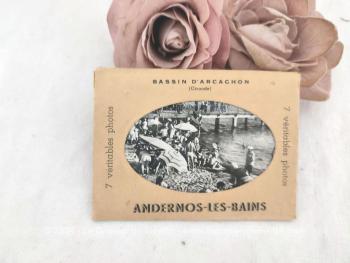 BASSIN D'ARCACHON
(Gironde)
7 véritables photos
7 véritables photos
ANDERNOS-LES-BAINS